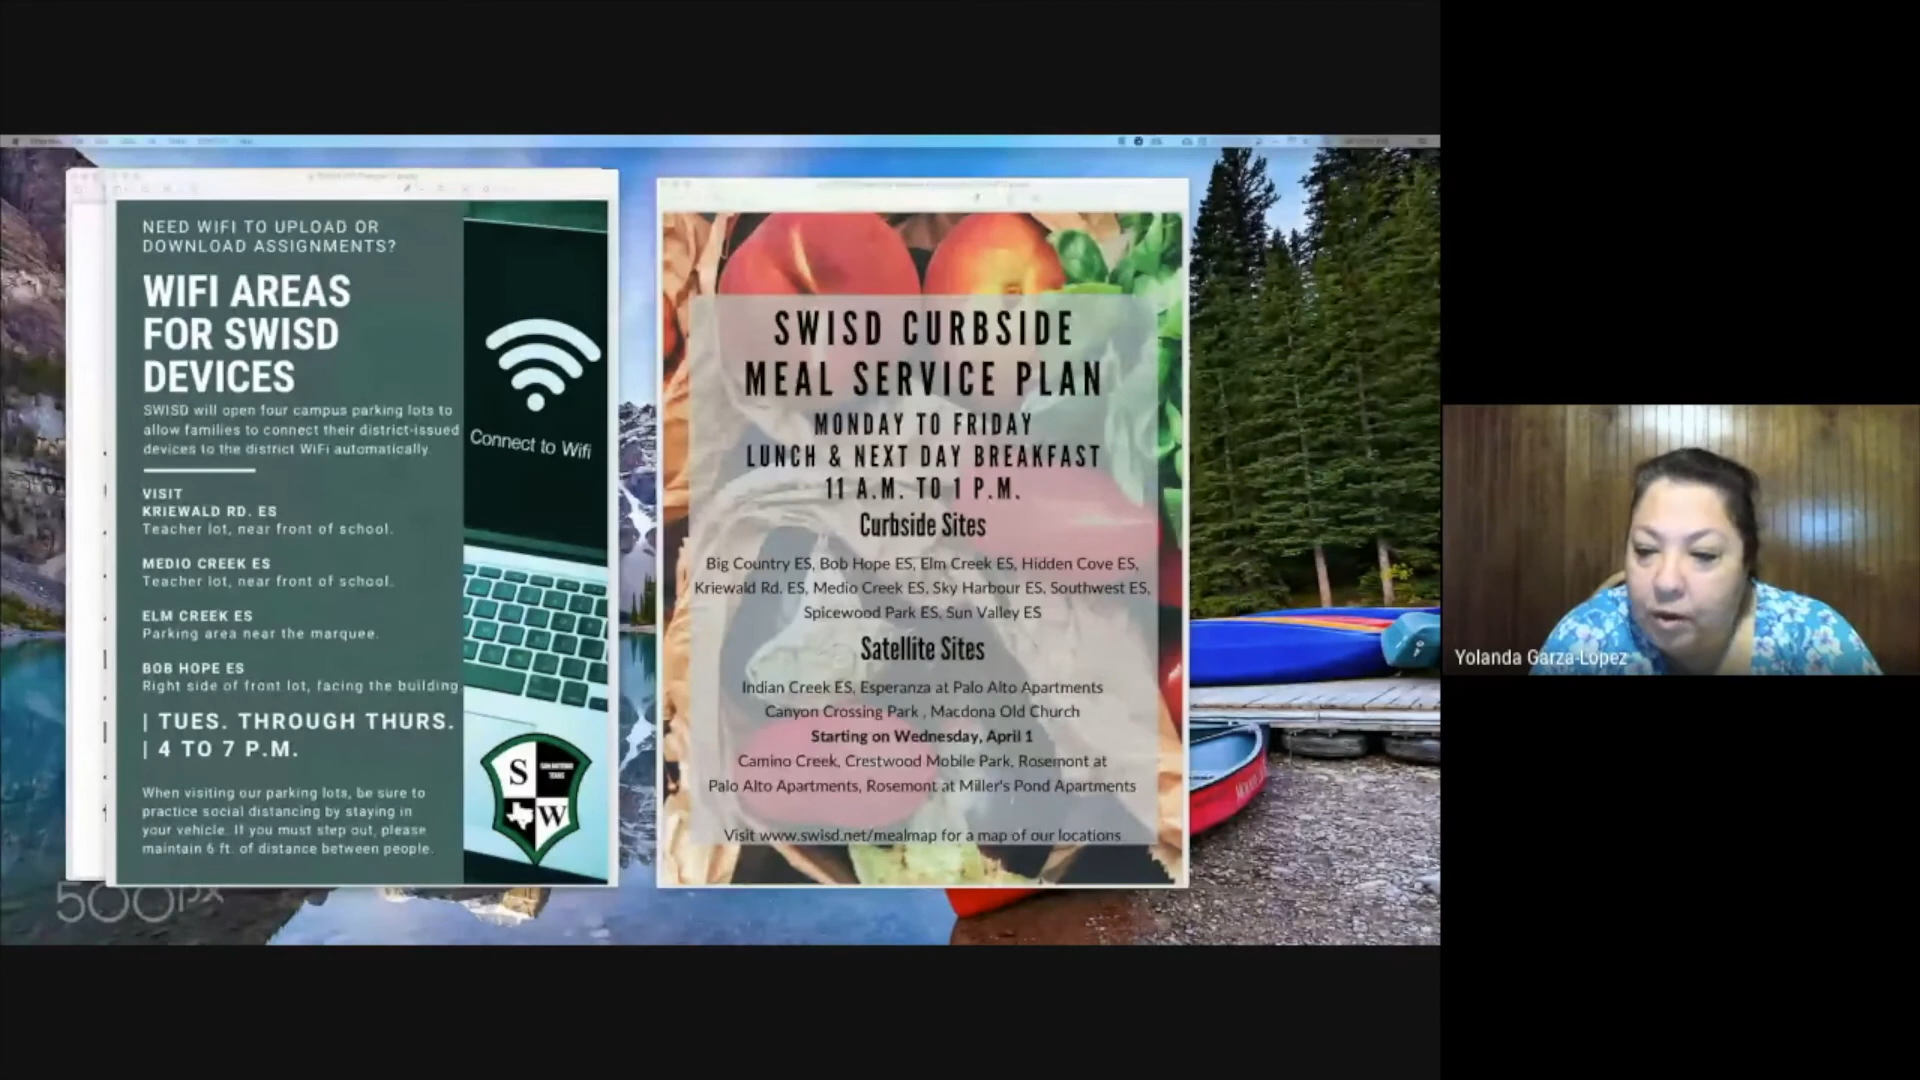 NEED WIFI TO UPLOAD OR
DOWNLOAD ASSIGNMENTS?
WIFI AREAS
FOR SWISD
DEVICES
SWISD will open four campus parking lots to
allow families to connect their district-issued
devices to the district WiFi automatically.
VISIT
KRIEWALD RD. ES
Teacher lot, near front of school.
MEDIO CREEK ES
Teacher lot, near front of school.
ELM CREEK ES
Parking area near the marquee.
BOB HOPE ES
Right side of front lot, facing the building
| TUES. THROUGH THURS.
| 4 TO 7 P.M.
When visiting our parking lots, be sure to
practice social distancing by staying in
your vehicle. If you must step out, please
maintain 6 ft. of distance between people.
Connect to Wifi
S
SAN ANTONIO
TEXAS
W
500px
SWISD CURBSIDE
MEAL SERVICE PLAN
MONDAY TO FRIDAY
LUNCH & NEXT DAY BREAKFAST
11 A.M. TO 1 P.M.
Curbside Sites
Big Country ES, Bob Hope ES, Elm Creek ES, Hidden Cove ES,
Kriewald Rd. ES, Medio Creek ES, Sky Harbour ES, Southwest ES,
Spicewood Park ES, Sun Valley ES
Satellite Sites
Indian Creek ES, Esperanza at Palo Alto Apartments
Canyon Crossing Park , Macdona Old Church
Starting on Wednesday, April 1
Camino Creek, Crestwood Mobile Park, Rosemont at
Palo Alto Apartments, Rosemont at Miller's Pond Apartments
Visit www.swisd.net/mealmap for a map of our locations
Yolanda Garza-Lopez